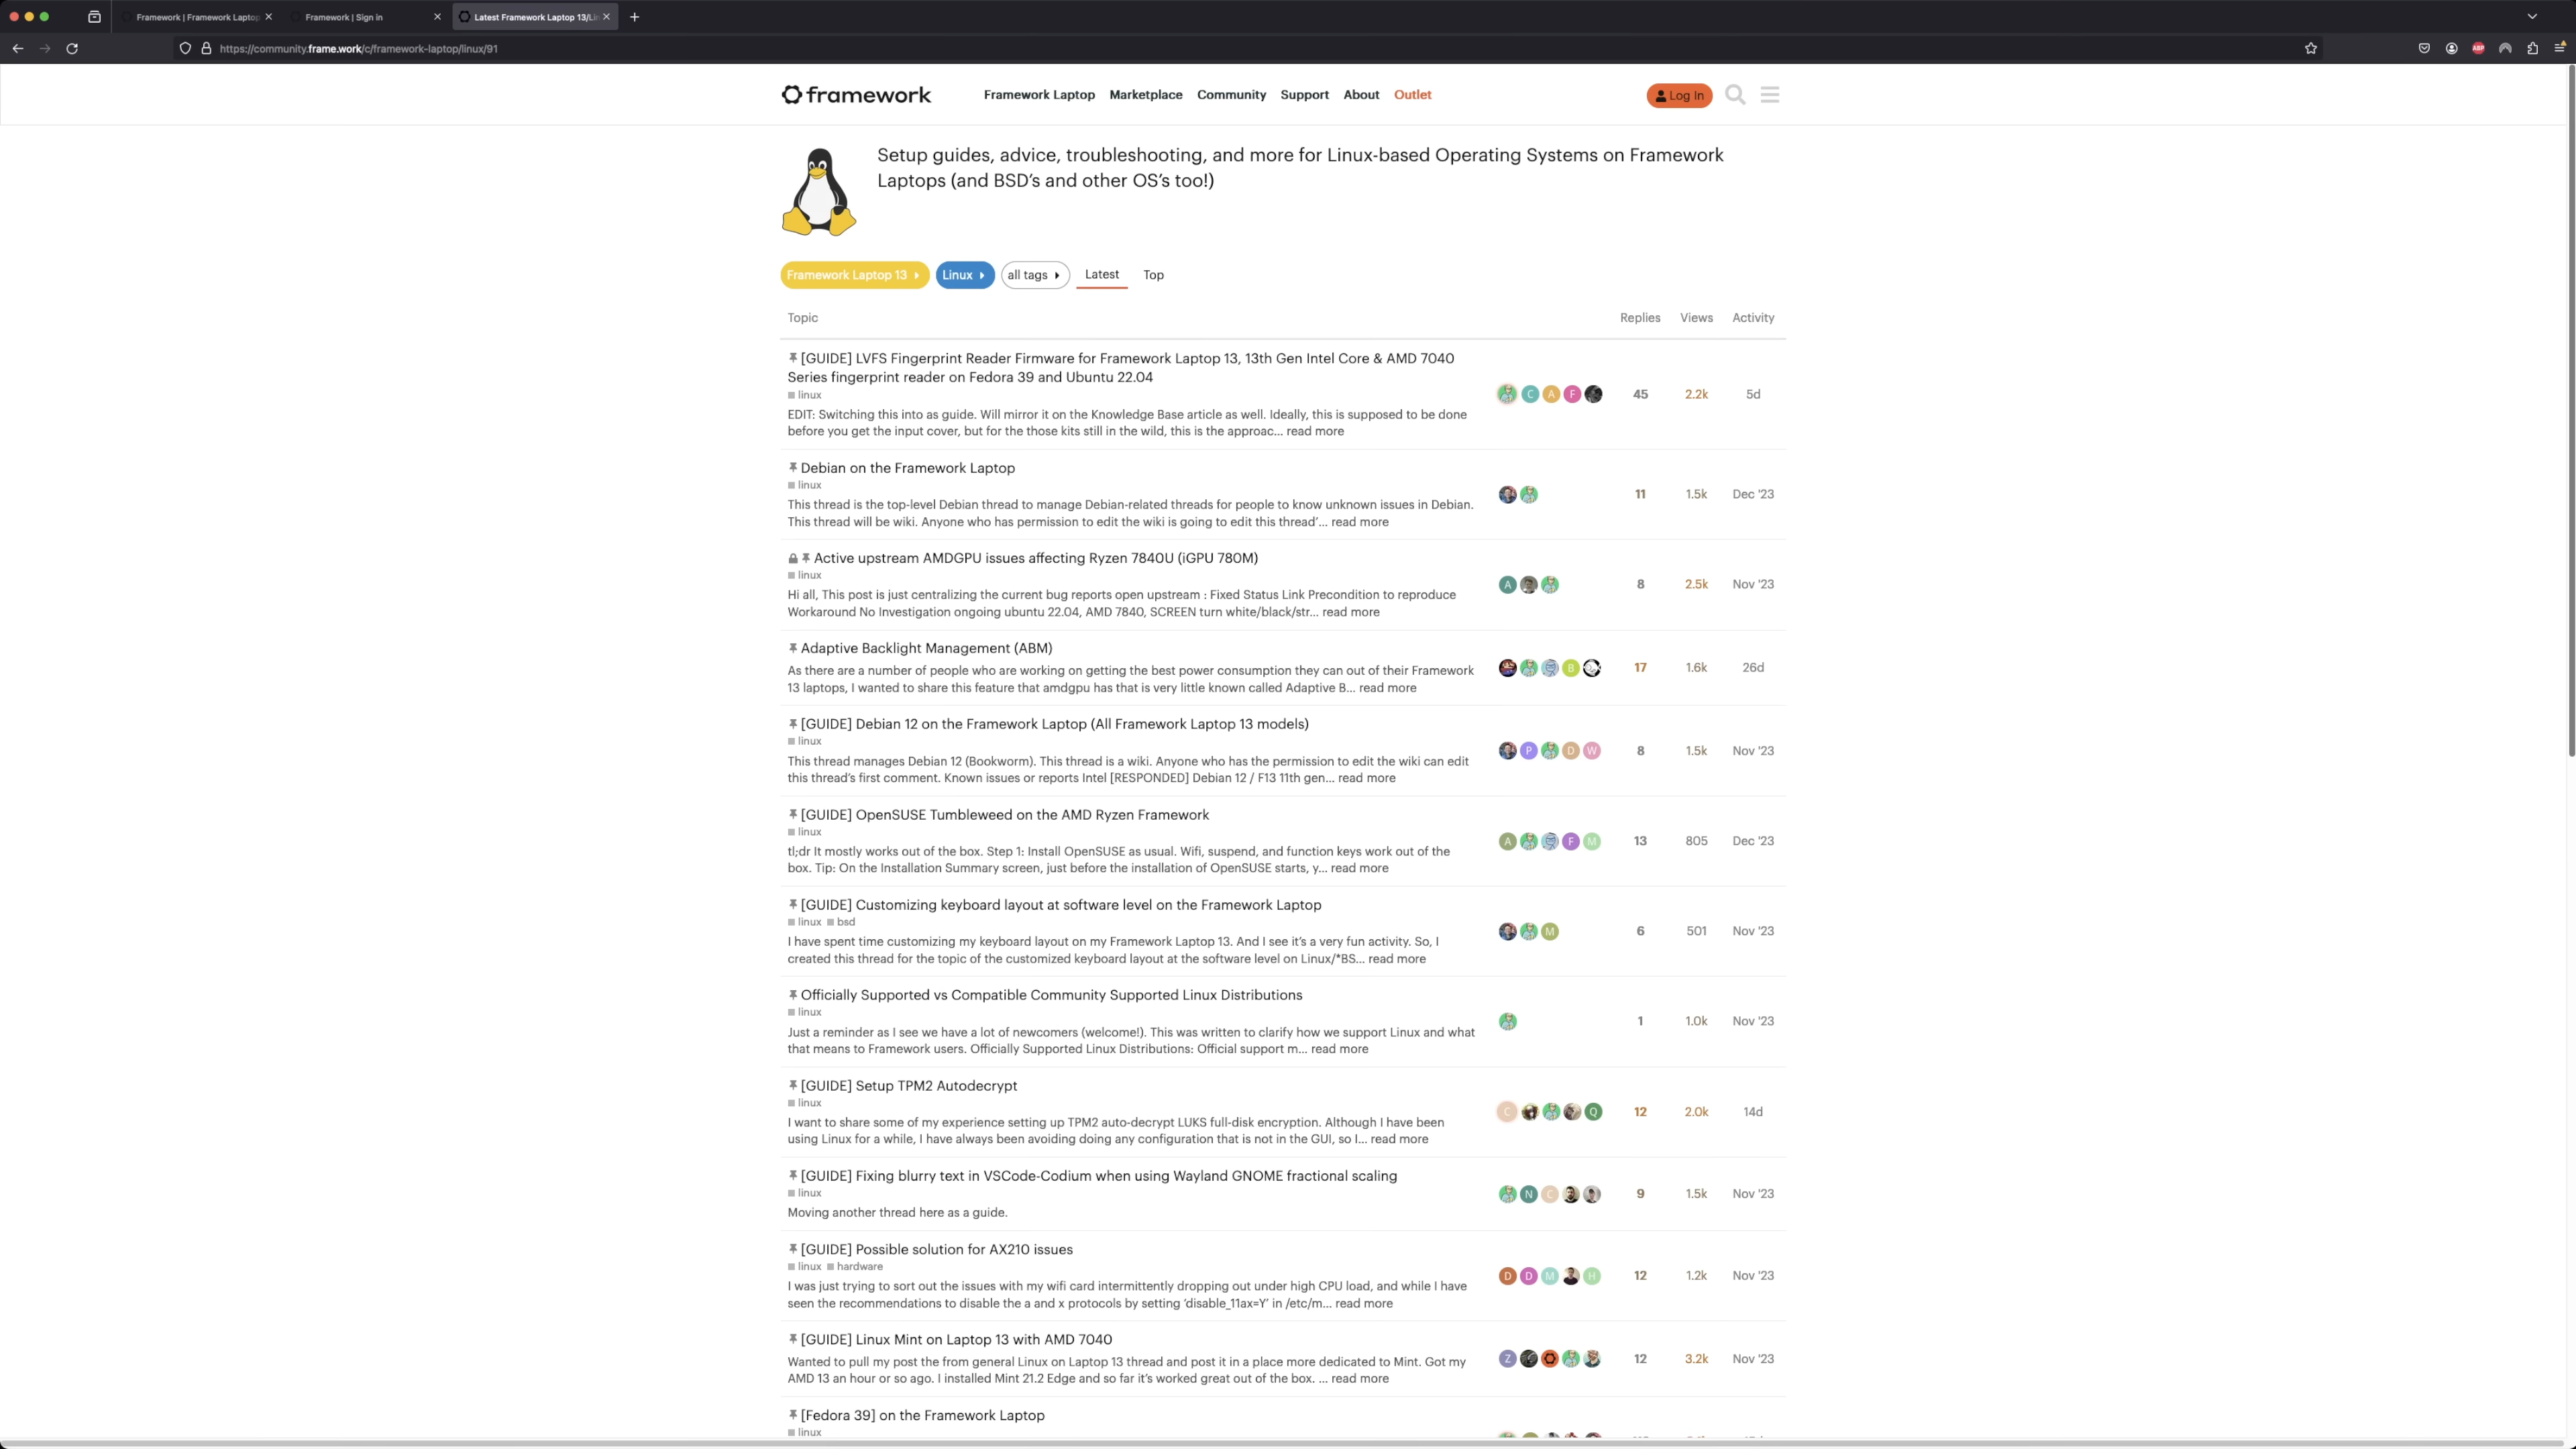 Framework | Framework Laptop
Framework | Sign in
Latest Framework Laptop 13/Lin
https://community.frame.work/c/framework-laptop/linux/91
ABP
framework
Framework Laptop
Marketplace
Community
Support
About
Outlet
Log In
Setup guides, advice, troubleshooting, and more for Linux-based Operating Systems on Framework
Laptops (and BSD's and other OS's too!)
Framework Laptop 13
Linux
all tags
Latest
Top
Topic Replies Views Activity
[GUIDE] LVFS Fingerprint Reader Firmware for Framework Laptop 13, 13th Gen Intel Core & AMD 7040
Series fingerprint reader on Fedora 39 and Ubuntu 22.04
linux
EDIT: Switching this into as guide. Will mirror it on the Knowledge Base article as well. Ideally, this is supposed to be done
before you get the input cover, but for the those kits still in the wild, this is the approac... read more
C A F 45 2.2k 5d
Debian on the Framework Laptop
linux
This thread is the top-level Debian thread to manage Debian-related threads for people to know unknown issues in Debian.
This thread will be wiki. Anyone who has permission to edit the wiki is going to edit this thread'... read more
11 1.5k Dec '23
Active upstream AMDGPU issues affecting Ryzen 7840U (iGPU 780M)
linux
Hi all, This post is just centralizing the current bug reports open upstream : Fixed Status Link Precondition to reproduce
Workaround No Investigation ongoing ubuntu 22.04, AMD 7840, SCREEN turn white/black/str... read more
A 8 2.5k Nov '23
Adaptive Backlight Management (ABM)
As there are a number of people who are working on getting the best power consumption they can out of their Framework
13 laptops, I wanted to share this feature that amdgpu has that is very little known called Adaptive B... read more
B 17 1.6k 26d
[GUIDE] Debian 12 on the Framework Laptop (All Framework Laptop 13 models)
linux
This thread manages Debian 12 (Bookworm). This thread is a wiki. Anyone who has the permission to edit the wiki can edit
this thread's first comment. Known issues or reports Intel [RESPONDED] Debian 12 / F13 11th gen... read more
P D W 8 1.5k Nov '23
[GUIDE] OpenSUSE Tumbleweed on the AMD Ryzen Framework
linux
tl;dr It mostly works out of the box. Step 1: Install OpenSUSE as usual. Wifi, suspend, and function keys work out of the
box. Tip: On the Installation Summary screen, just before the installation of OpenSUSE starts, y... read more
A F M 13 805 Dec '23
[GUIDE] Customizing keyboard layout at software level on the Framework Laptop
linux bsd
I have spent time customizing my keyboard layout on my Framework Laptop 13. And I see it's a very fun activity. So, I
created this thread for the topic of the customized keyboard layout at the software level on Linux/*BS... read more
M 6 501 Nov '23
Officially Supported vs Compatible Community Supported Linux Distributions
linux
Just a reminder as I see we have a lot of newcomers (welcome!). This was written to clarify how we support Linux and what
that means to Framework users. Officially Supported Linux Distributions: Official support m... read more
1 1.0k Nov '23
[GUIDE] Setup TPM2 Autodecrypt
linux
I want to share some of my experience setting up TPM2 auto-decrypt LUKS full-disk encryption. Although I have been
using Linux for a while, I have always been avoiding doing any configuration that is not in the GUI, so I... read more
C Q 12 2.0k 14d
[GUIDE] Fixing blurry text in VSCode-Codium when using Wayland GNOME fractional scaling
linux
Moving another thread here as a guide.
N C 9 1.5k Nov '23
[GUIDE] Possible solution for AX210 issues
linux hardware
I was just trying to sort out the issues with my wifi card intermittently dropping out under high CPU load, and while I have
seen the recommendations to disable the a and x protocols by setting 'disable_11ax=Y' in /etc/m... read more
D D M H 12 1.2k Nov '23
[GUIDE] Linux Mint on Laptop 13 with AMD 7040
Wanted to pull my post the from general Linux on Laptop 13 thread and post it in a place more dedicated to Mint. Got my
AMD 13 an hour or so ago. I installed Mint 21.2 Edge and so far it's worked great out of the box. ... read more
Z 12 3.2k Nov '23
[Fedora 39] on the Framework Laptop
linux